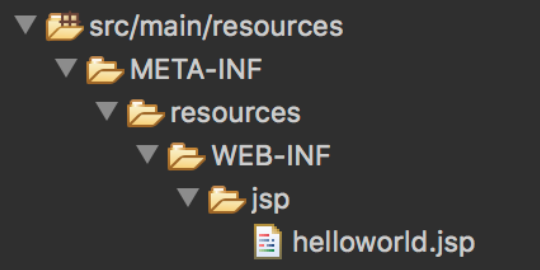 src/main/resources
META-INF
resources
WEB-INF
jsp
helloworld.jsp